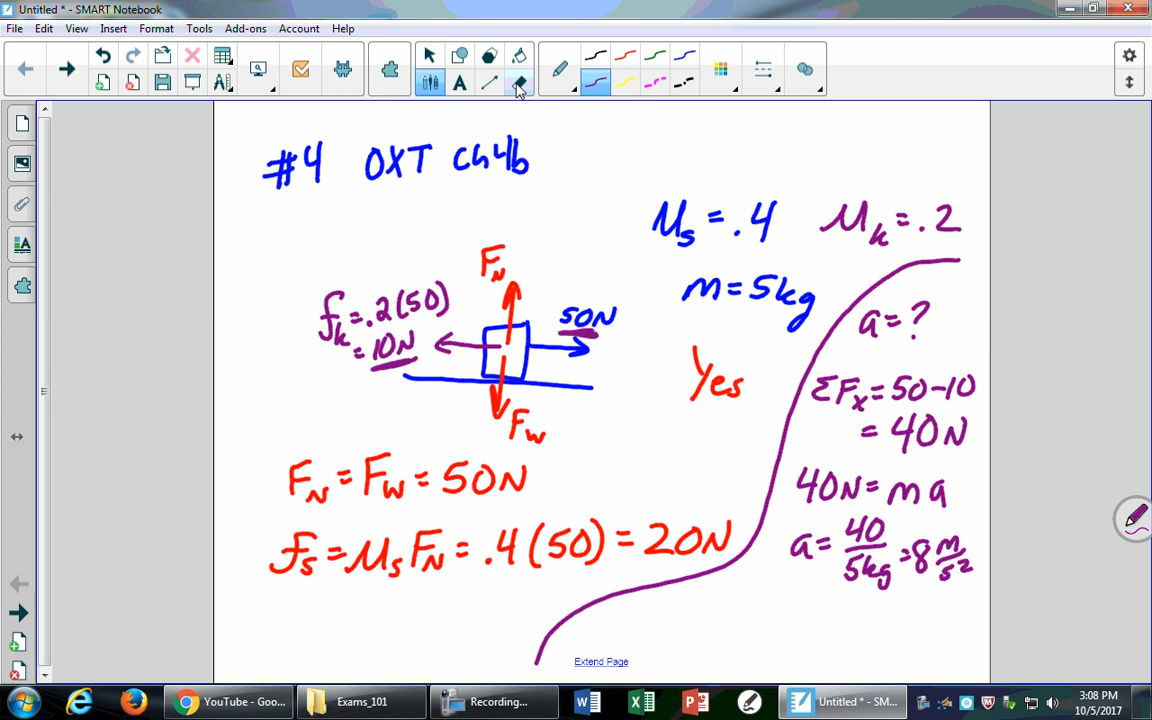 Untitled * - SMART Notebook
File Edit View Insert Format Tools Add-ons Account Help
#4 OXT Ch4b
μs = .4
μk = .2
m = 5kg
a = ?
FN
fk = .2(50)
= 10N
50N
Yes
FW
ΣFx = 50-10
= 40N
FN = FW = 50N
40N = ma
fs = μs FN = .4(50) = 20N
a = 40/5kg = 8 m/s²
Extend Page
YouTube - Goo...
Exams_101
Recording...
Untitled * - SM...
3:08 PM
10/5/2017